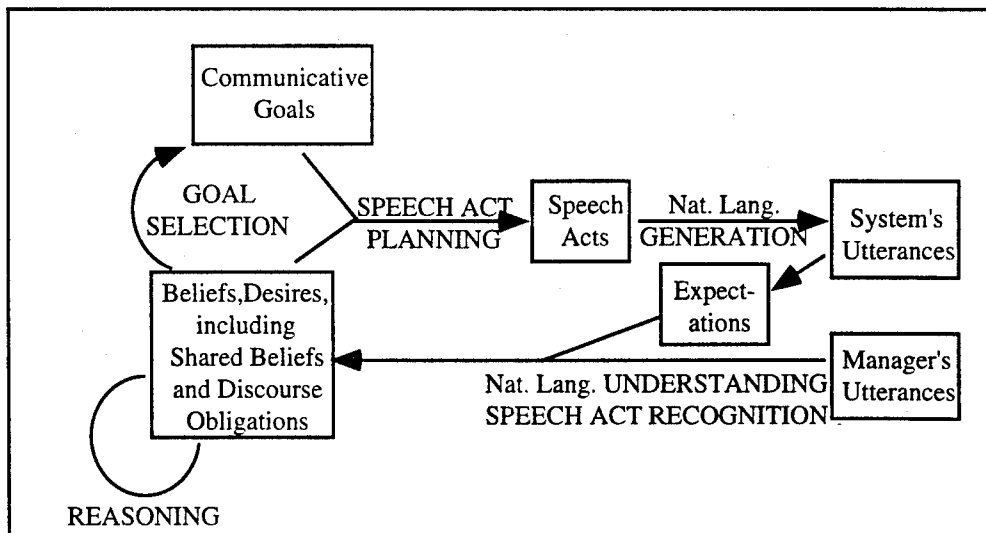 Communicative
Goals
GOAL
SELECTION
SPEECH ACT
PLANNING
Speech
Acts
Nat. Lang.
GENERATION
System's
Utterances
Expect-
ations
Beliefs,Desires,
including
Shared Beliefs
and Discourse
Obligations
Nat. Lang. UNDERSTANDING
SPEECH ACT RECOGNITION
Manager's
Utterances
REASONING